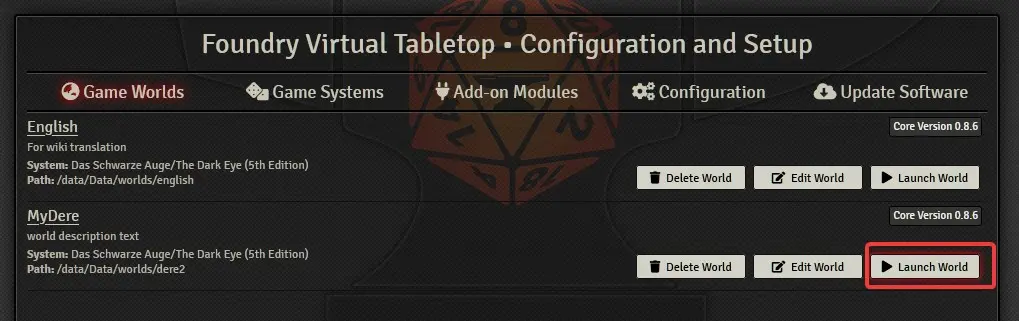 Foundry Virtual Tabletop • Configuration and Setup
Game Worlds Game Systems Add-on Modules Configuration Update Software
English Core Version 0.8.6
For wiki translation
System: Das Schwarze Auge/The Dark Eye (5th Edition)
Path: /data/Data/worlds/english
Delete World Edit World Launch World
MyDere Core Version 0.8.6
world description text
System: Das Schwarze Auge/The Dark Eye (5th Edition)
Path: /data/Data/worlds/dere2
Delete World Edit World Launch World